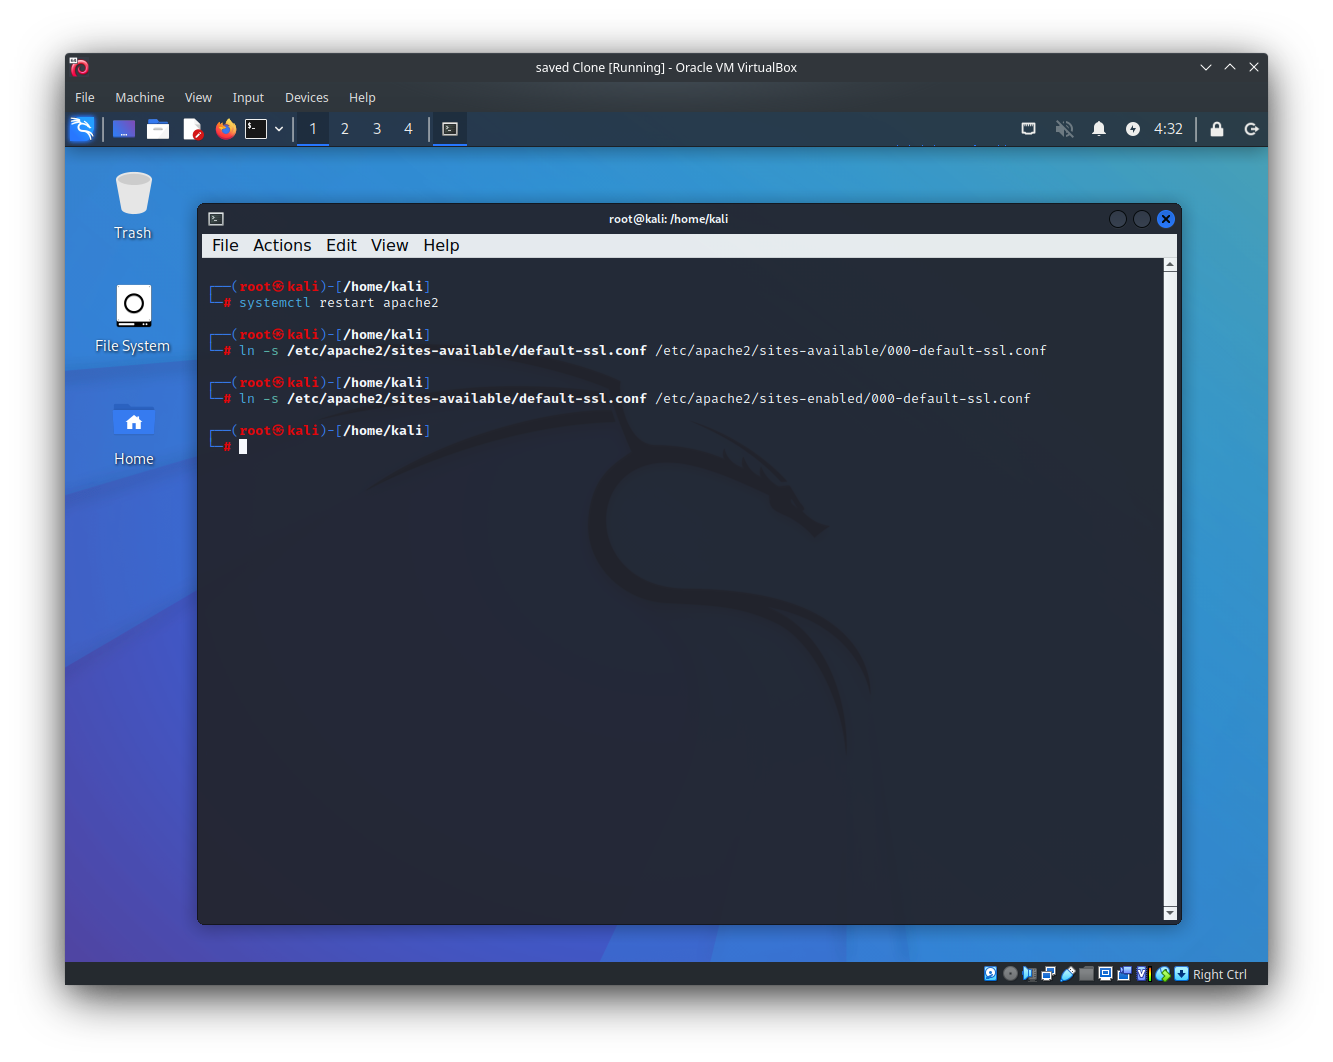 saved Clone [Running] - Oracle VM VirtualBox
File Machine View Input Devices Help
1 2 3 4 4:32
Trash
File System
Home
root@kali: /home/kali
File Actions Edit View Help
┌──(root㉿kali)-[/home/kali]
└─# systemctl restart apache2
┌──(root㉿kali)-[/home/kali]
└─# ln -s /etc/apache2/sites-available/default-ssl.conf /etc/apache2/sites-available/000-default-ssl.conf
┌──(root㉿kali)-[/home/kali]
└─# ln -s /etc/apache2/sites-available/default-ssl.conf /etc/apache2/sites-enabled/000-default-ssl.conf
┌──(root㉿kali)-[/home/kali]
└─#
Right Ctrl